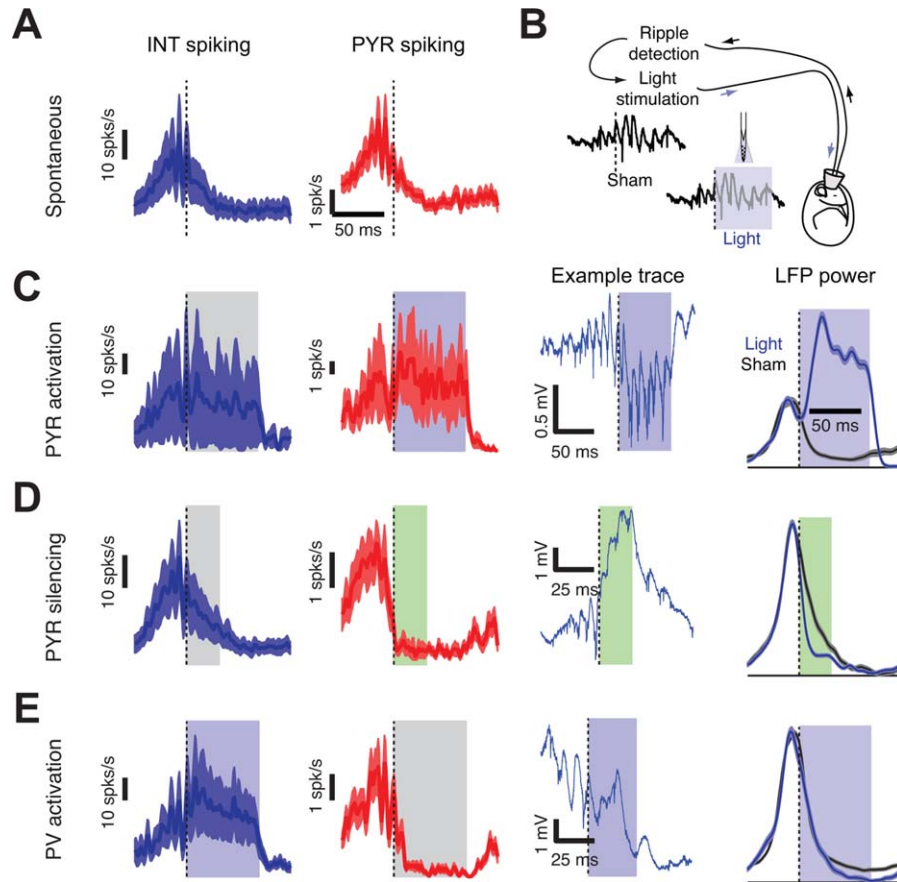 A
INT spiking
PYR spiking
Spontaneous
10 spks/s
1 spk/s
50 ms
B
Ripple
detection
Light
stimulation
Sham
Light
C
PYR activation
10 spks/s
1 spk/s
Example trace
0.5 mV
50 ms
LFP power
Light
Sham
50 ms
D
PYR silencing
10 spks/s
1 spks/s
1 mV
25 ms
E
PV activation
10 spks/s
1 spk/s
1 mV
25 ms